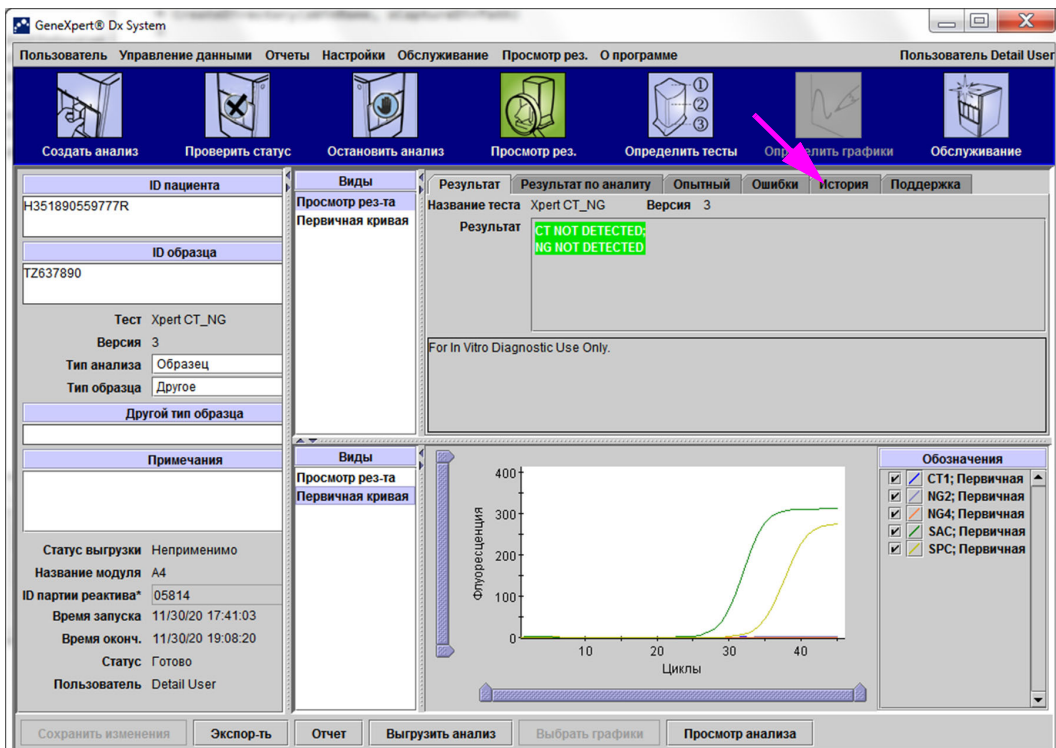 GeneXpert® Dx System
Пользователь Управление данными Отчеты Настройки Обслуживание Просмотр рез. О программе Пользователь Detail User
① ② ③
Создать анализ Проверить статус Остановить анализ Просмотр рез. Определить тесты Определить графики Обслуживание
ID пациента
H351890559777R
ID образца
TZ637890
Тест Xpert CT_NG
Версия 3
Тип анализа Образец
Тип образца Другое
Другой тип образца
Примечания
Статус выгрузки Неприменимо
Название модуля A4
ID партии реактива* 05814
Время запуска 11/30/20 17:41:03
Время оконч. 11/30/20 19:08:20
Статус Готово
Пользователь Detail User
Виды
Просмотр рез-та
Первичная кривая
Результат Результат по аналиту Опытный Ошибки История Поддержка
Название теста Xpert CT_NG Версия 3
Результат CT NOT DETECTED;
NG NOT DETECTED
For In Vitro Diagnostic Use Only.
Виды
Просмотр рез-та
Первичная кривая
400
300
200
100
0
Флуоресценция
10 20 30 40
Циклы
Обозначения
CT1; Первичная
NG2; Первичная
NG4; Первичная
SAC; Первичная
SPC; Первичная
Сохранить изменения Экспор-ть Отчет Выгрузить анализ Выбрать графики Просмотр анализа